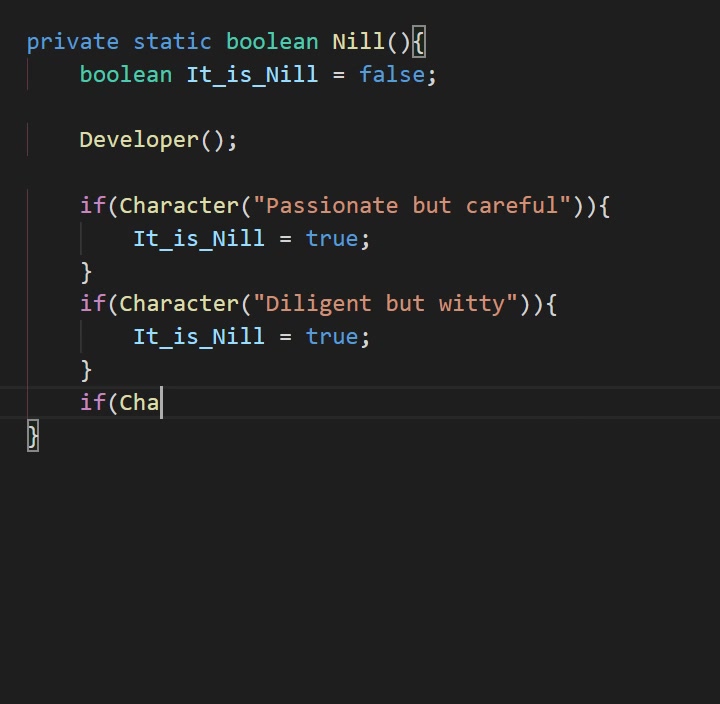 private static boolean Nill(){
    boolean It_is_Nill = false;
    Developer();
    if(Character("Passionate but careful")){
        It_is_Nill = true;
    }
    if(Character("Diligent but witty")){
        It_is_Nill = true;
    }
    if(Cha
}